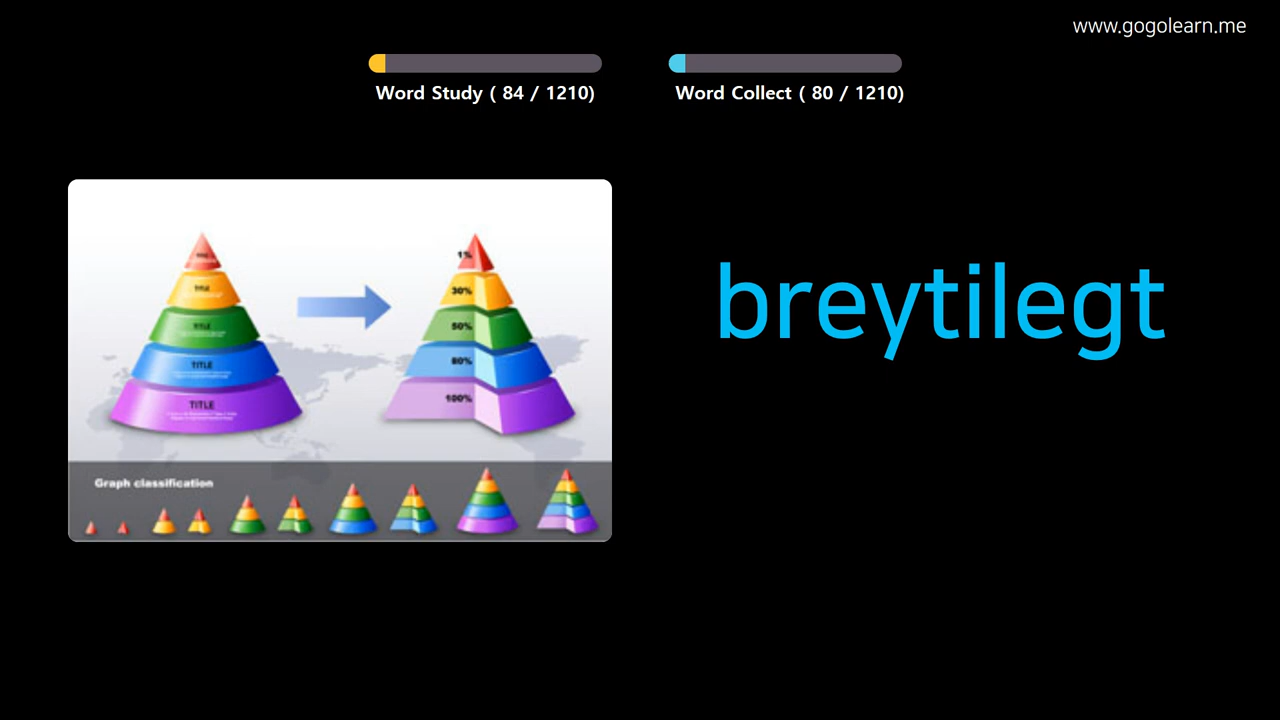 www.gogolearn.me
Word Study ( 84 / 1210)
Word Collect ( 80 / 1210)
breytilegt
TITLE
TITLE
TITLE
TITLE
1%
30%
50%
80%
100%
Graph classification